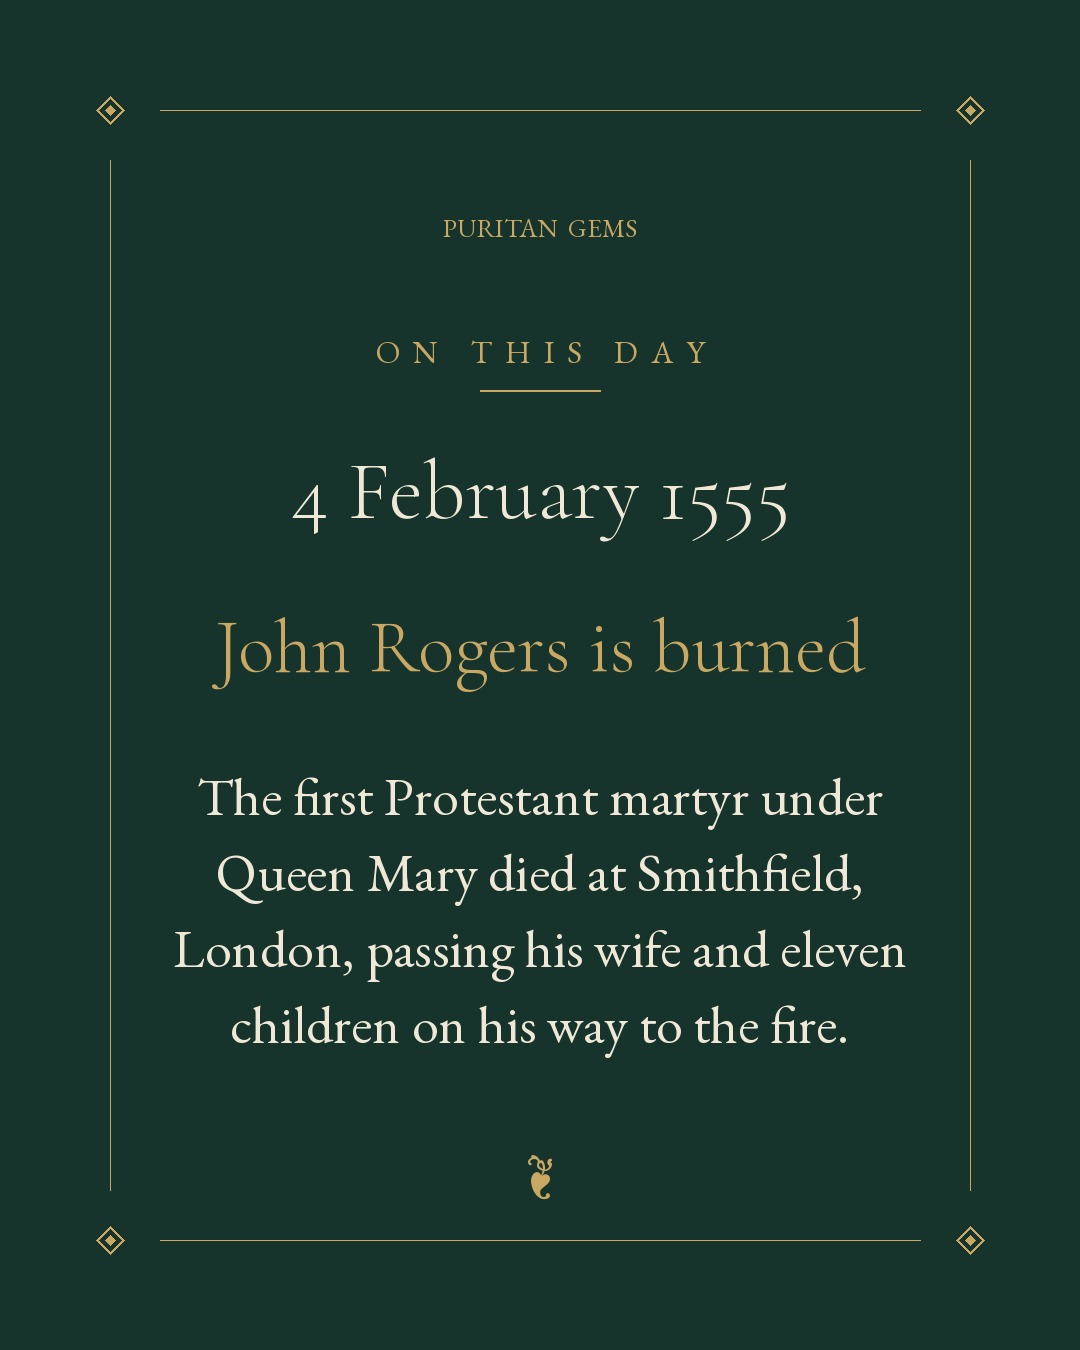 PURITAN GEMS
ON THIS DAY
4 February 1555
John Rogers is burned
The first Protestant martyr under
Queen Mary died at Smithfield,
London, passing his wife and eleven
children on his way to the fire.